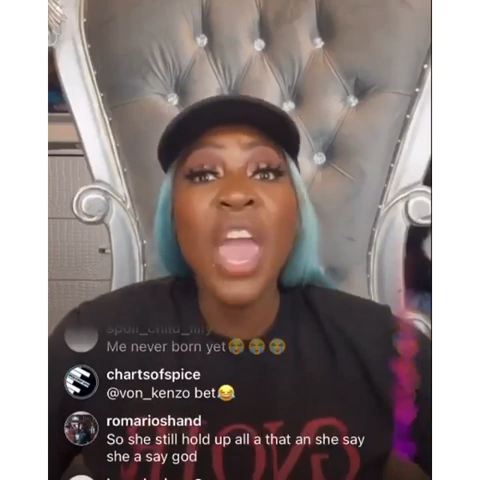 Me never born yet😭😭😭
chartsofspice
@von_kenzo bet😂
romarioshand
So she still hold up all a that an she say
she a say god